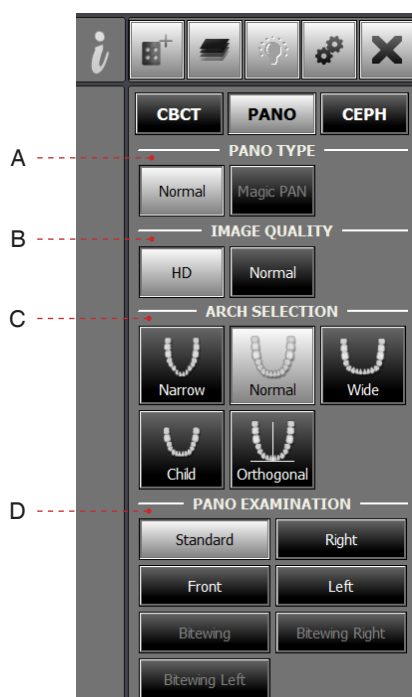 i
CBCT PANO CEPH
A PANO TYPE
Normal Magic PAN
B IMAGE QUALITY
HD Normal
C ARCH SELECTION
Narrow Normal Wide
Child Orthogonal
D PANO EXAMINATION
Standard Right
Front Left
Bitewing Bitewing Right
Bitewing Left